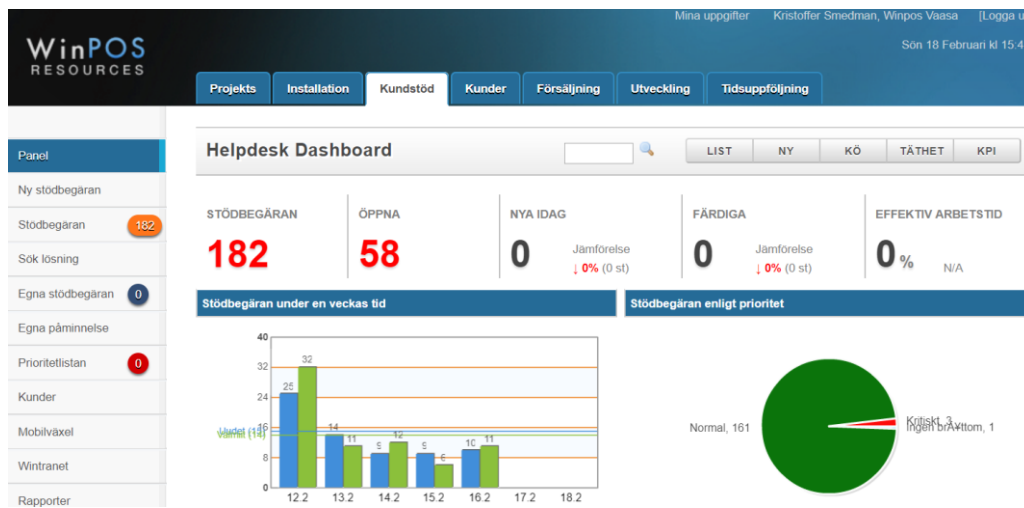 Mina uppgifter Kristoffer Smedman, Winpos Vaasa [Logga u
Sön 18 Februari kl 15:4
WinPOS
RESOURCES
Projekts Installation Kundstöd Kunder Försäljning Utveckling Tidsuppföljning
Panel
Ny stödbegäran
Stödbegäran 182
Sök lösning
Egna stödbegäran 0
Egna påminnelse
Prioritetlistan 0
Kunder
Mobilväxel
Wintranet
Rapporter
Helpdesk Dashboard
LIST NY KÖ TÄTHET KPI
STÖDBEGÄRAN
182
ÖPPNA
58
NYA IDAG
0
Jämförelse
↓ 0% (0 st)
FÄRDIGA
0
Jämförelse
↓ 0% (0 st)
EFFEKTIV ARBETSTID
0 %
N/A
Stödbegäran under en veckas tid
40
32
24
16
8
0
Uudet (15)
Valmiit (14)
25 32
14 11
9 12
9 6
10 11
12.2 13.2 14.2 15.2 16.2 17.2 18.2
Stödbegäran enligt prioritet
Normal, 161
Kritiskt, 3
Ingen brÃ¥ttom, 1